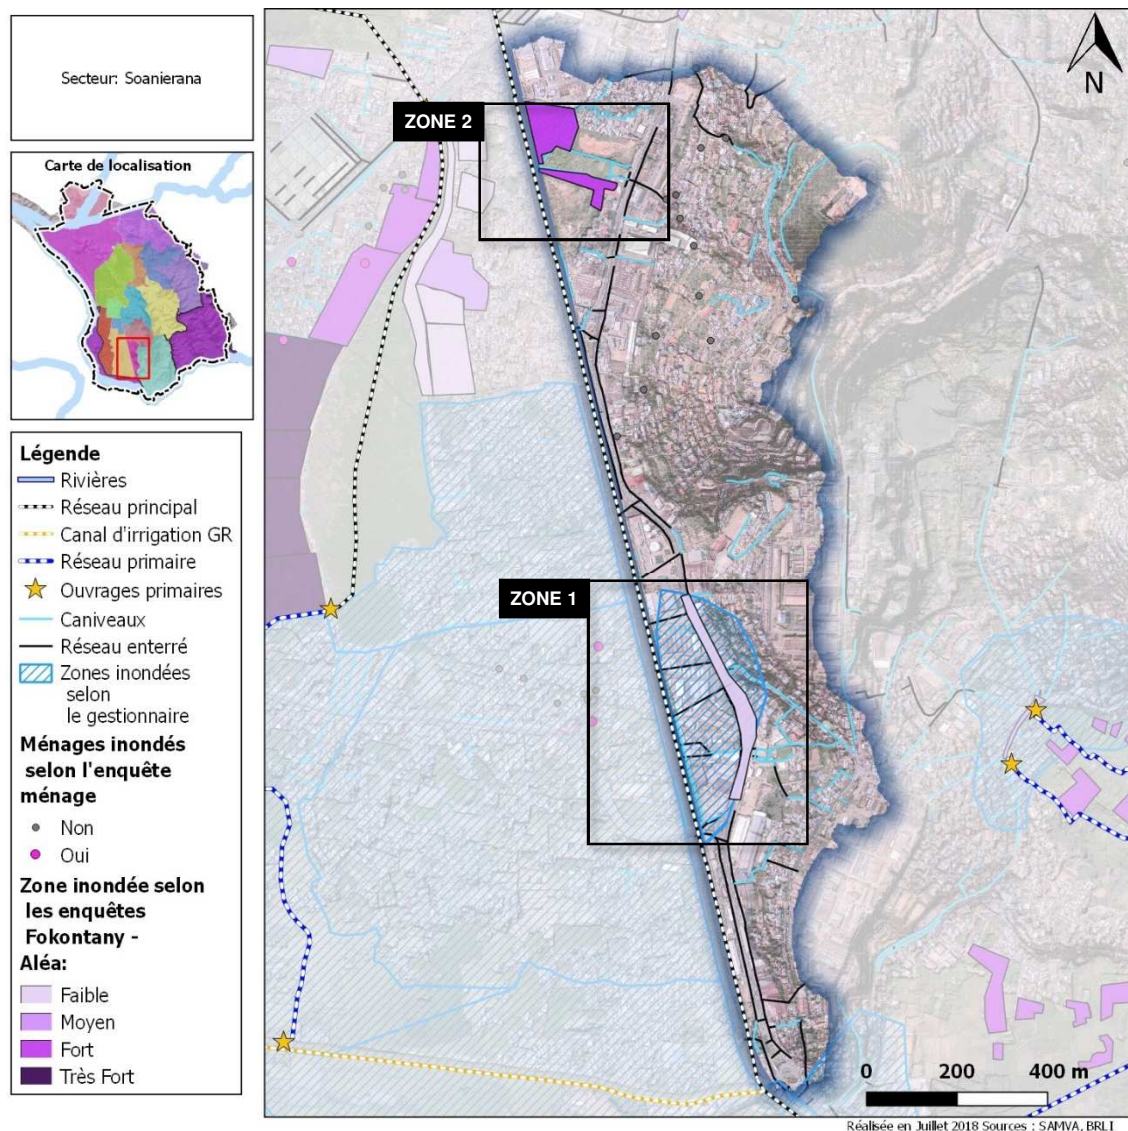 Secteur: Soanierana
Carte de localisation
Légende
Rivières
Réseau principal
Canal d'irrigation GR
Réseau primaire
Ouvrages primaires
Caniveaux
Réseau enterré
Zones inondées
selon
le gestionnaire
Ménages inondés
selon l'enquête
ménage
Non
Oui
Zone inondée selon
les enquêtes
Fokontany -
Aléa:
Faible
Moyen
Fort
Très Fort
ZONE 2
ZONE 1
N
0 200 400 m
Réalisée en Juillet 2018 Sources : SAMVA, BRLI